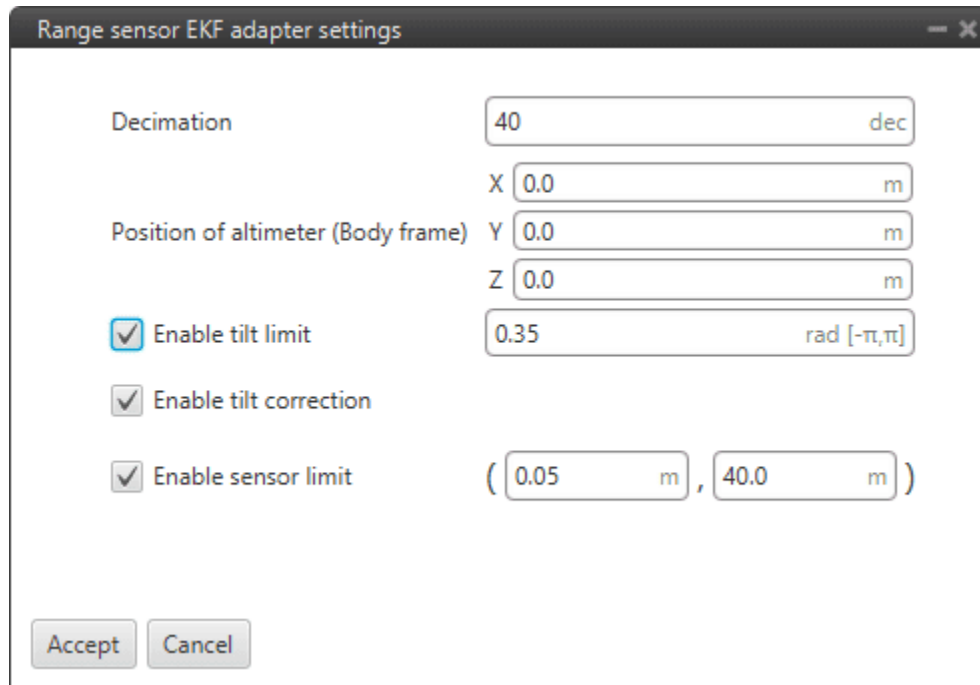 Range sensor EKF adapter settings
Decimation 40 dec
X 0.0 m
Position of altimeter (Body frame) Y 0.0 m
Z 0.0 m
Enable tilt limit 0.35 rad [-π,π]
Enable tilt correction
Enable sensor limit ( 0.05 m , 40.0 m )
Accept Cancel